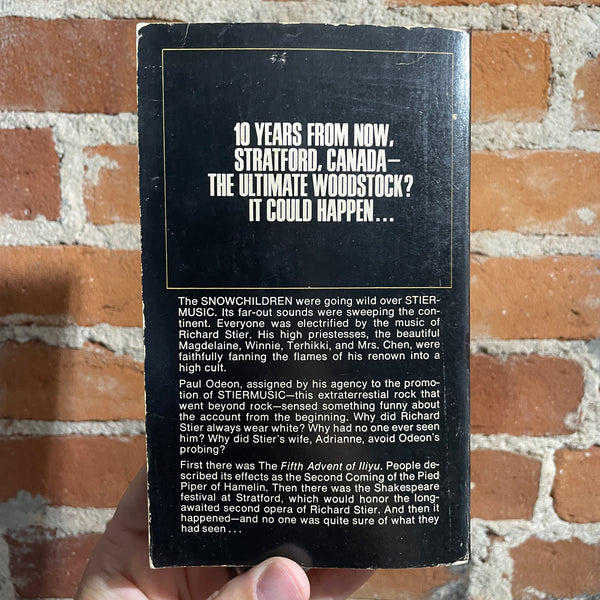 10 YEARS FROM NOW,
STRATFORD, CANADA—
THE ULTIMATE WOODSTOCK?
IT COULD HAPPEN...
The SNOWCHILDREN were going wild over STIER-
MUSIC. Its far-out sounds were sweeping the con-
tinent. Everyone was electrified by the music of
Richard Stier. His high priestesses, the beautiful
Magdelaine, Winnie, Terhikki, and Mrs. Chen, were
faithfully fanning the flames of his renown into a
high cult.
Paul Odeon, assigned by his agency to the promo-
tion of STIERMUSIC—this extraterrestial rock that
went beyond rock—sensed something funny about
the account from the beginning. Why did Richard
Stier always wear white? Why had no one ever seen
him? Why did Stier's wife, Adrianne, avoid Odeon's
probing?
First there was The Fifth Advent of Iliyu. People de-
scribed its effects as the Second Coming of the Pied
Piper of Hamelin. Then there was the Shakespeare
festival at Stratford, which would honor the long-
awaited second opera of Richard Stier. And then it
happened—and no one was quite sure of what they
had seen...